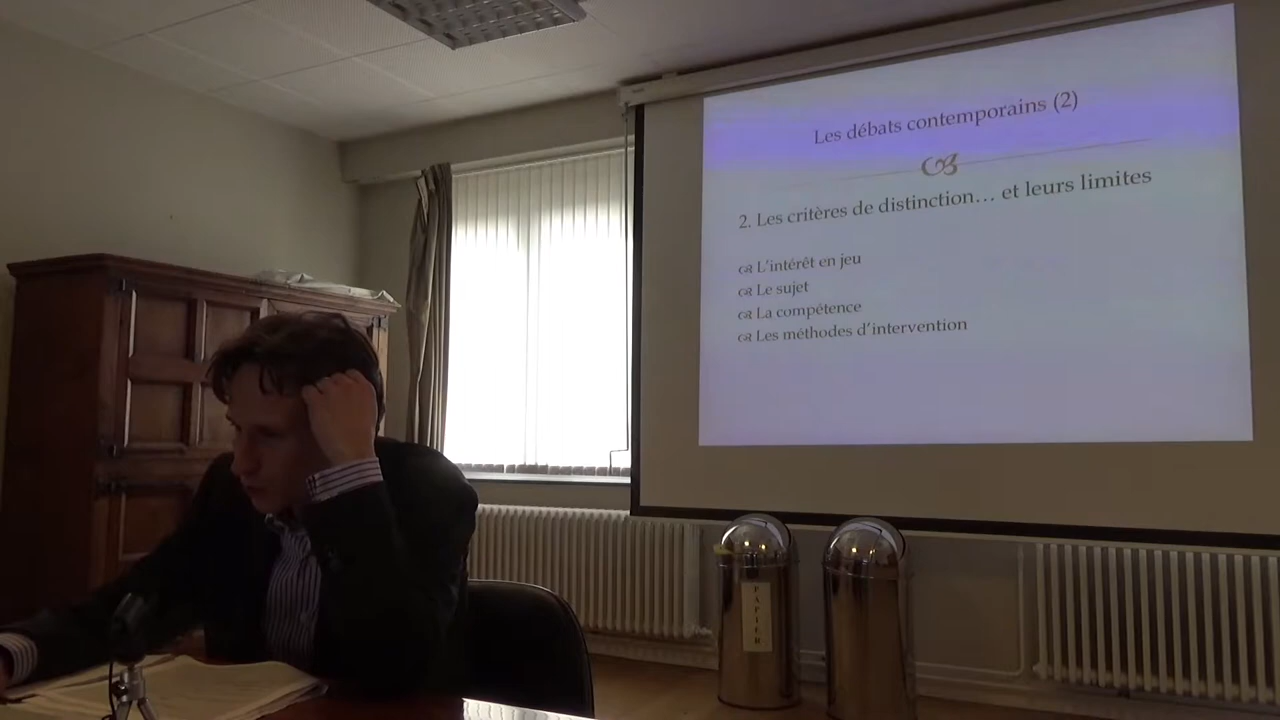 Les débats contemporains (2)
2. Les critères de distinction… et leurs limites
L'intérêt en jeu
Le sujet
La compétence
Les méthodes d'intervention
PAPIER